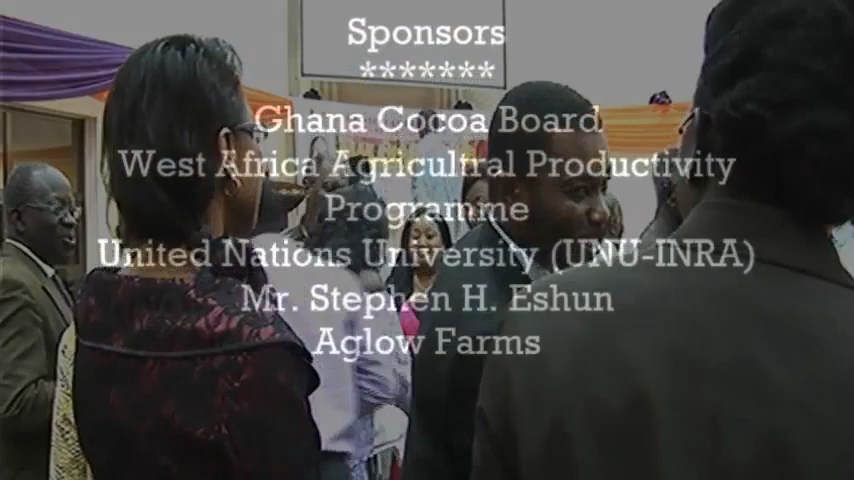 Sponsors
*******
Ghana Cocoa Board
West Africa Agricultral Productivity
Programme
United Nations University (UNU-INRA)
Mr. Stephen H. Eshun
Aglow Farms